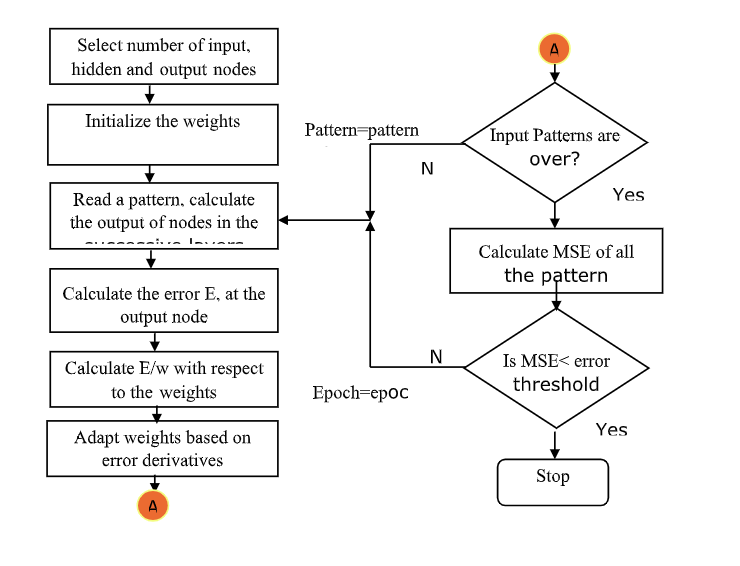 Select number of input,
hidden and output nodes
Initialize the weights
Read a pattern, calculate
the output of nodes in the
successive layers
Calculate the error E, at the
output node
Calculate E/w with respect
to the weights
Adapt weights based on
error derivatives
A
A
Input Patterns are
over?
Pattern=pattern
N
Yes
Calculate MSE of all
the pattern
Is MSE< error
threshold
N
Epoch=epoc
Yes
Stop